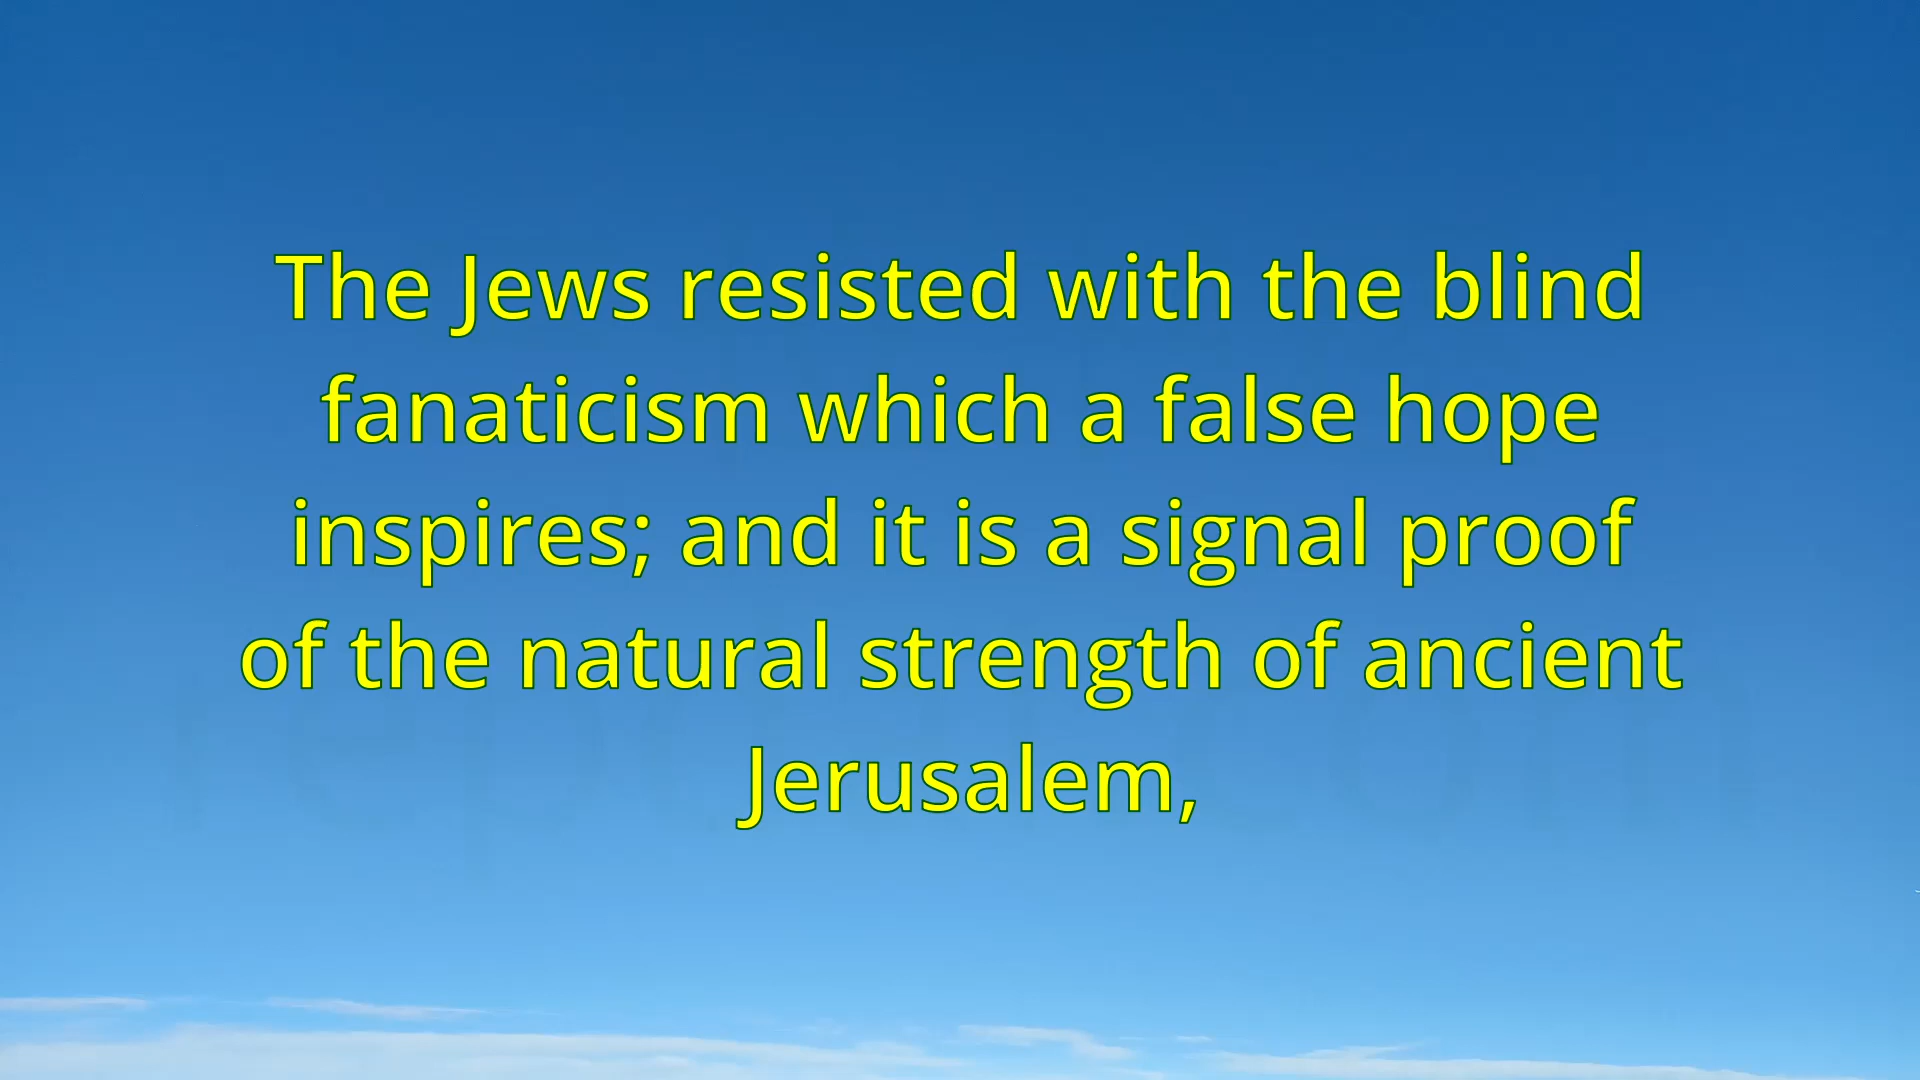 The Jews resisted with the blind
fanaticism which a false hope
inspires; and it is a signal proof
of the natural strength of ancient
Jerusalem,